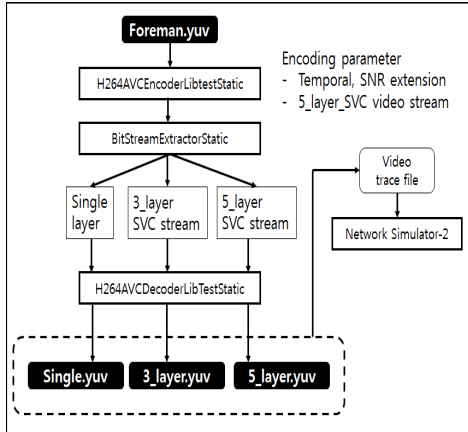 Foreman.yuv
Encoding parameter
- Temporal, SNR extension
- 5_layer_SVC video stream
H264AVCEncoderLibtestStatic
BitStreamExtractorStatic
Single
layer
3_layer
SVC stream
5_layer
SVC stream
Video
trace file
Network Simulator-2
H264AVCDecoderLibTestStatic
Single.yuv
3_layer.yuv
5_layer.yuv